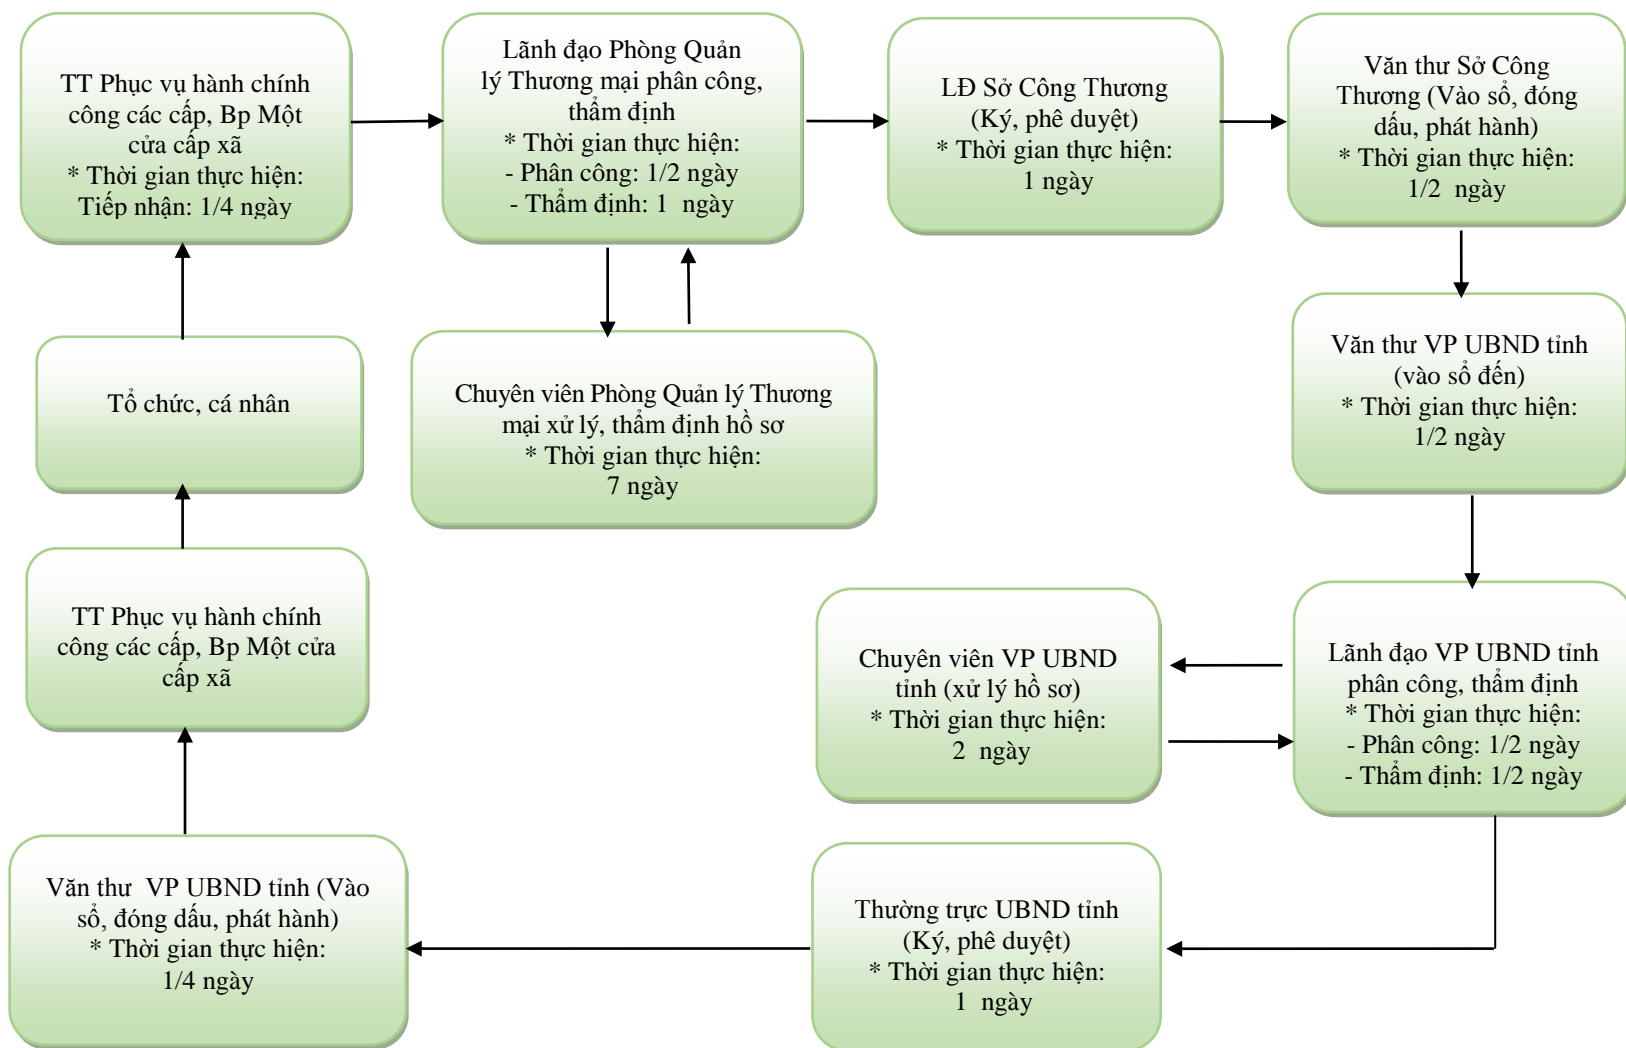 TT Phục vụ hành chính
công các cấp, Bp Một
cửa cấp xã
* Thời gian thực hiện:
Tiếp nhận: 1/4 ngày
Lãnh đạo Phòng Quản
lý Thương mại phân công,
thẩm định
* Thời gian thực hiện:
- Phân công: 1/2 ngày
- Thẩm định: 1 ngày
LĐ Sở Công Thương
(Ký, phê duyệt)
* Thời gian thực hiện:
1 ngày
Văn thư Sở Công
Thương (Vào sổ, đóng
dấu, phát hành)
* Thời gian thực hiện:
1/2 ngày
Tổ chức, cá nhân
Chuyên viên Phòng Quản lý Thương
mại xử lý, thẩm định hồ sơ
* Thời gian thực hiện:
7 ngày
Văn thư VP UBND tỉnh
(vào sổ đến)
* Thời gian thực hiện:
1/2 ngày
TT Phục vụ hành chính
công các cấp, Bp Một cửa
cấp xã
Chuyên viên VP UBND
tỉnh (xử lý hồ sơ)
* Thời gian thực hiện:
2 ngày
Lãnh đạo VP UBND tỉnh
phân công, thẩm định
* Thời gian thực hiện:
- Phân công: 1/2 ngày
- Thẩm định: 1/2 ngày
Văn thư VP UBND tỉnh (Vào
sổ, đóng dấu, phát hành)
* Thời gian thực hiện:
1/4 ngày
Thường trực UBND tỉnh
(Ký, phê duyệt)
* Thời gian thực hiện:
1 ngày